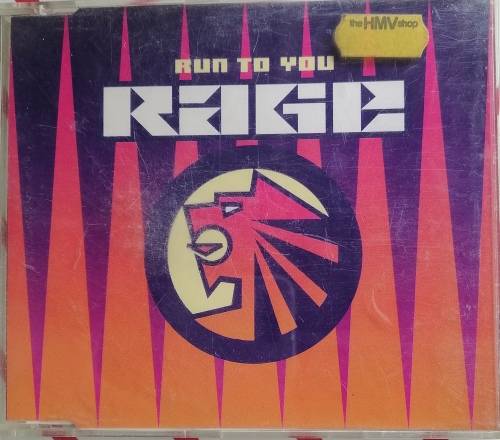 the HMV shop
RUN TO YOU
RAGE